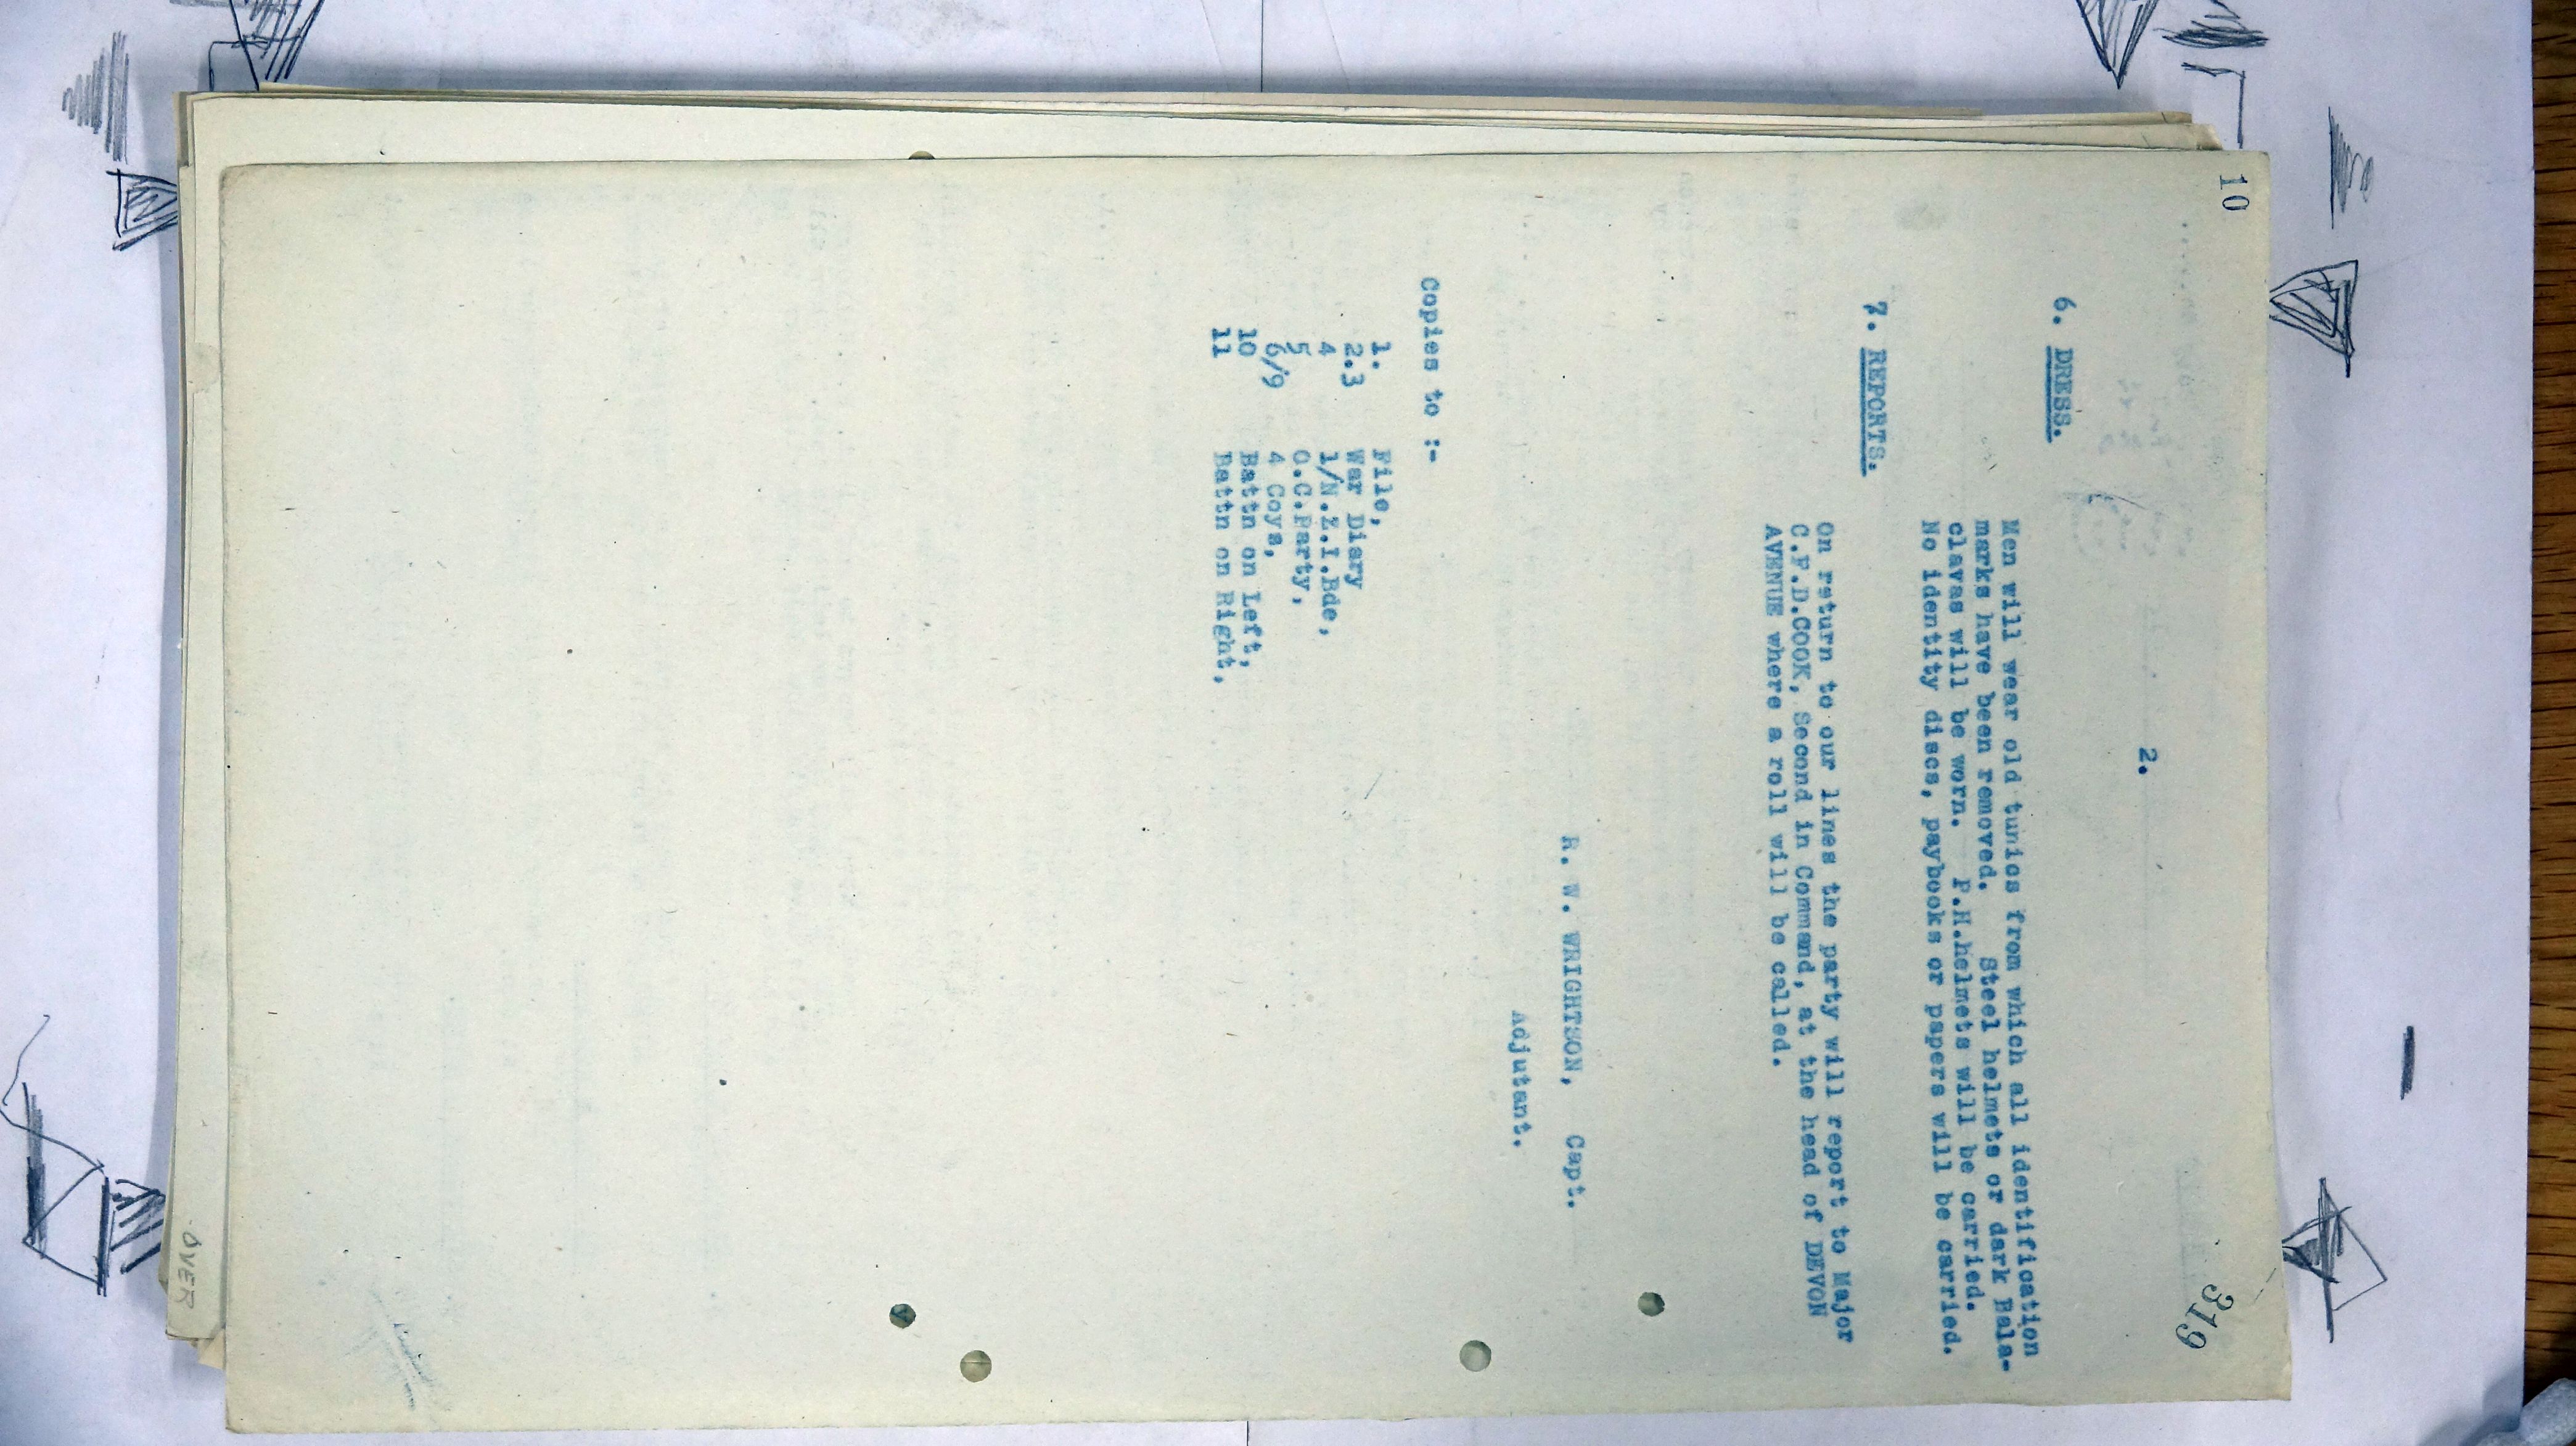 10
319
2.
6. DRESS.
Men will wear old tunics from which all identification
marks have been removed. Steel helmets or dark Bala-
clavas will be worn. P.H.helmets will be carried.
No identity discs, paybooks or papers will be carried.
7. REPORTS.
On return to our lines the party will report to Major
C.F.D.COOK, Second in Command, at the head of DEVON
AVENUE where a roll will be called.
R. W. WRIGHTSON, Capt.
Adjutant.
Copies to :-
1. File,
2.3 War Diary
4 1/N.Z.I.Bde,
5 O.C.Party,
6/9 4 Coys,
10 Battn on Left,
11 Battn on Right,
OVER